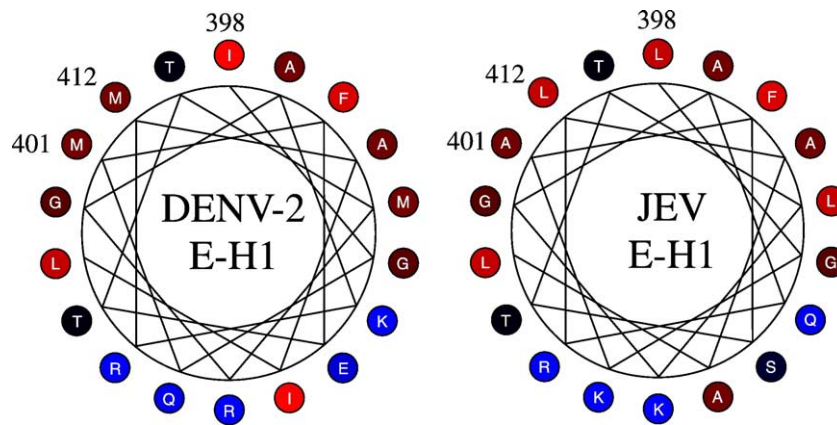 398
T I A
412 M F
401 M A
G M
DENV-2
E-H1
L G
T K
R E
Q R I
398
T L A
412 L F
401 A A
G L
JEV
E-H1
L G
T Q
R S
K K A